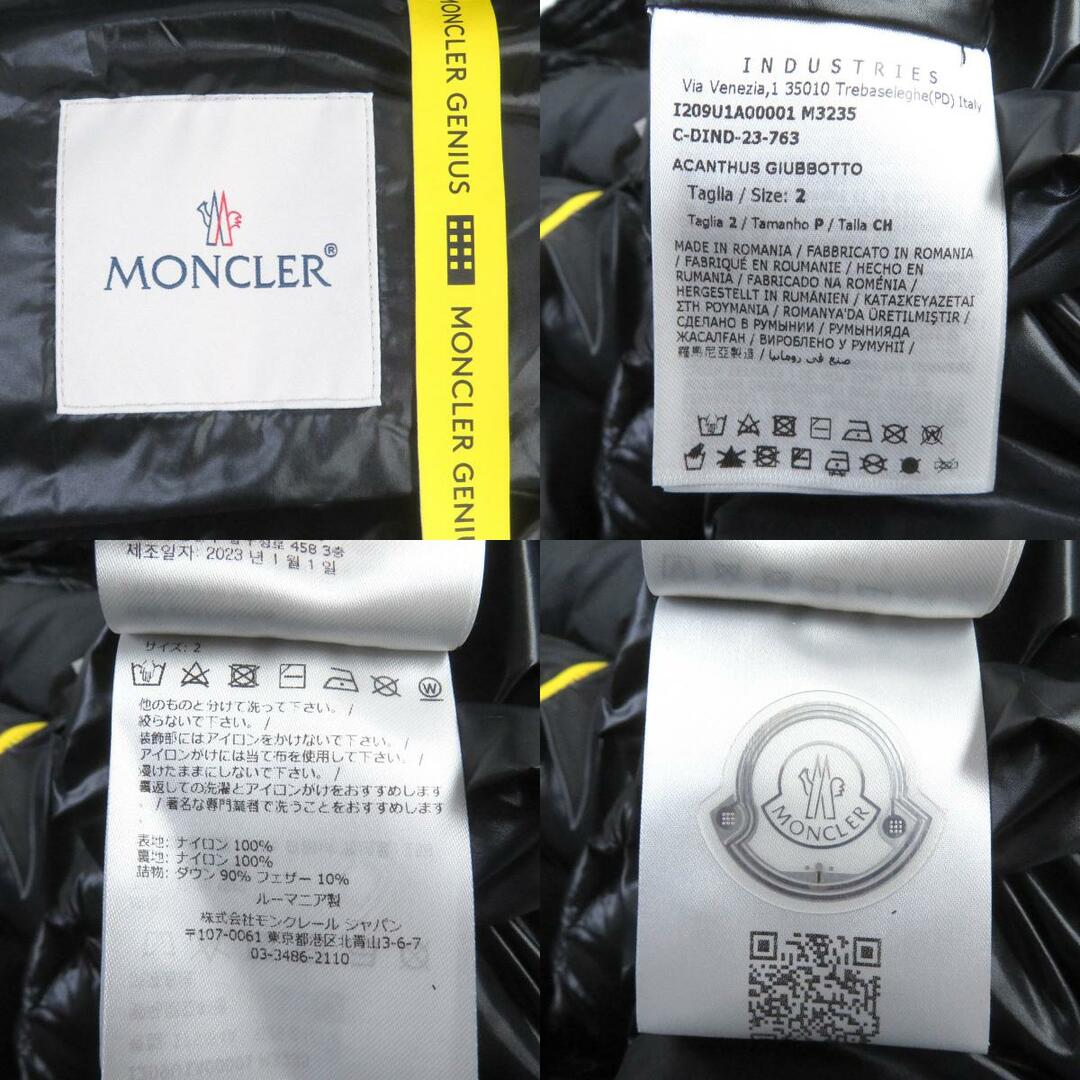 MONCLER®
MONCLER GENIUS MONCLER GENIU
INDUSTRIES
Via Venezia,1 35010 Trebaseleghe(PD) Italy
I209U1A00001 M3235
C-DIND-23-763
ACANTHUS GIUBBOTTO
Taglia / Size: 2
Taglia 2 / Tamanho P / Talla CH
MADE IN ROMANIA / FABBRICATO IN ROMANIA
/ FABRIQUÉ EN ROUMANIE / HECHO EN
RUMANIA / FABRICADO NA ROMÉNIA /
HERGESTELLT IN RUMÄNIEN / ΚΑΤΑΣΚΕΥΑΖΕΤΑΙ
ΣΤΗ ΡΟΥΜΑΝΙΑ / ROMANYA'DA ÜRETİLMIŞTIR /
СДЕЛАНО В РУМЫНИИ / РУМЫНИЯДА
ЖАСАЛҒАН / ВИРОБЛЕНО У РУМУНІЇ /
羅馬尼亞製造 / صنع في رومانيا
458 3층
제조일자: 2023 년 1 월 1 일
サイズ: 2
W
他のものと分けて洗って下さい。 /
絞らないで下さい。 /
装飾部にはアイロンをかけないで下さい。 /
アイロンがけには当て布を使用して下さい。 /
浸けたままにしないで下さい。 /
裏返しての洗濯とアイロンがけをおすすめします
。 / 著名な専門業者で洗うことをおすすめします
表地: ナイロン 100%
裏地: ナイロン 100%
詰物: ダウン 90% フェザー 10%
ルーマニア製
株式会社モンクレール ジャパン
〒107-0061 東京都港区北青山3-6-7
03-3486-2110
MONCLER